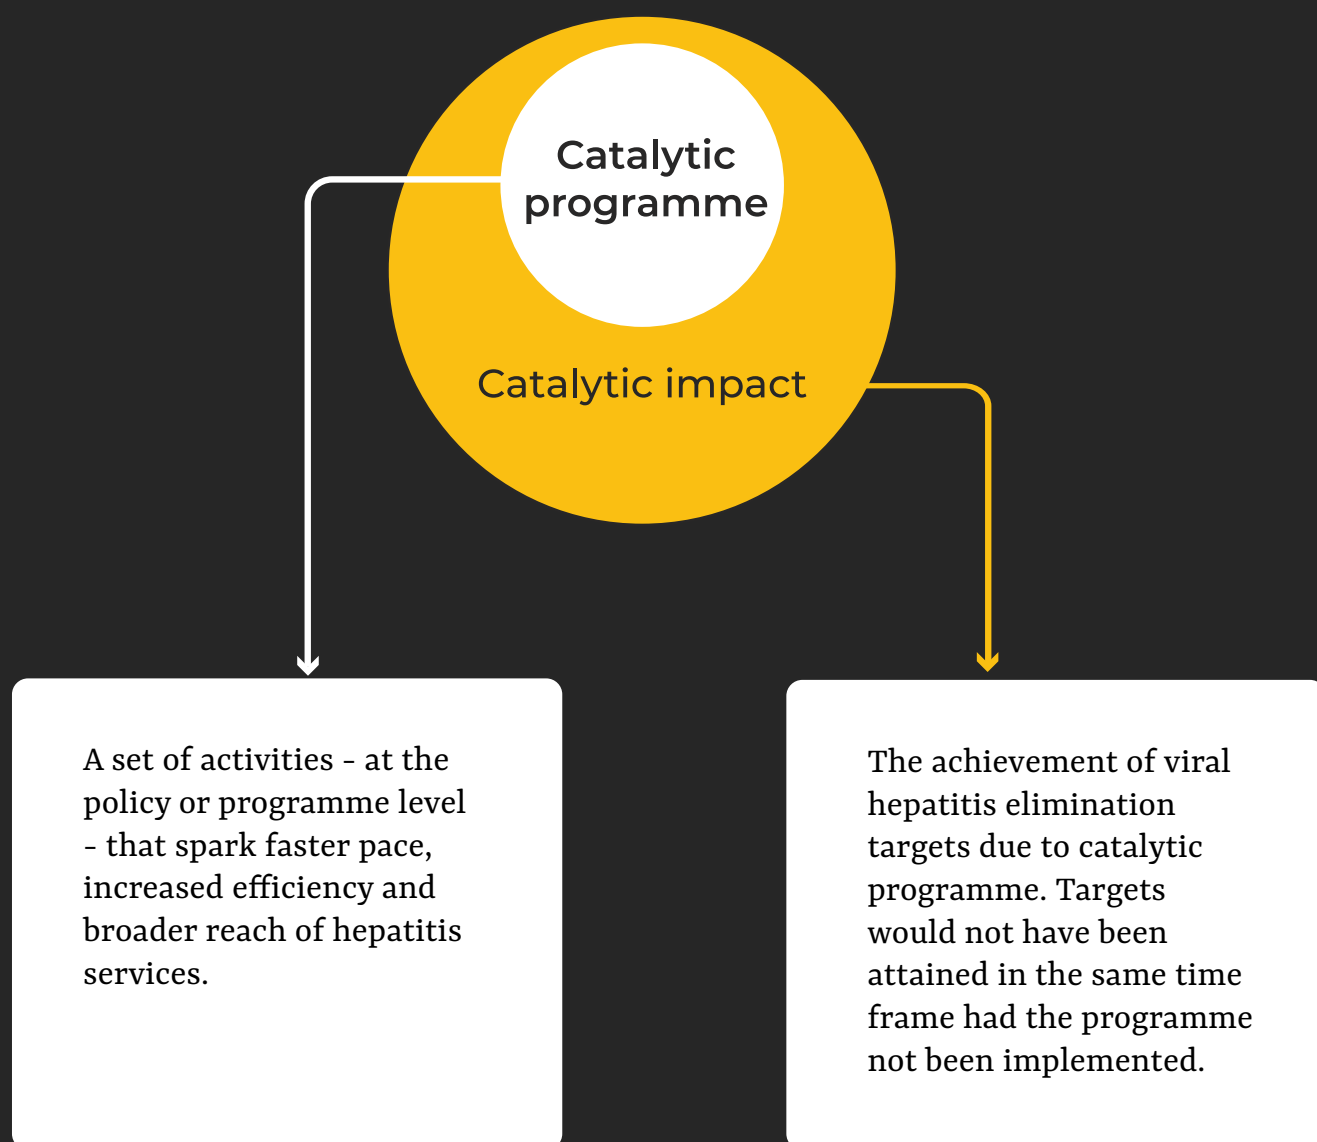 Catalytic
programme
Catalytic impact
A set of activities - at the
policy or programme level
- that spark faster pace,
increased efficiency and
broader reach of hepatitis
services.
The achievement of viral
hepatitis elimination
targets due to catalytic
programme. Targets
would not have been
attained in the same time
frame had the programme
not been implemented.